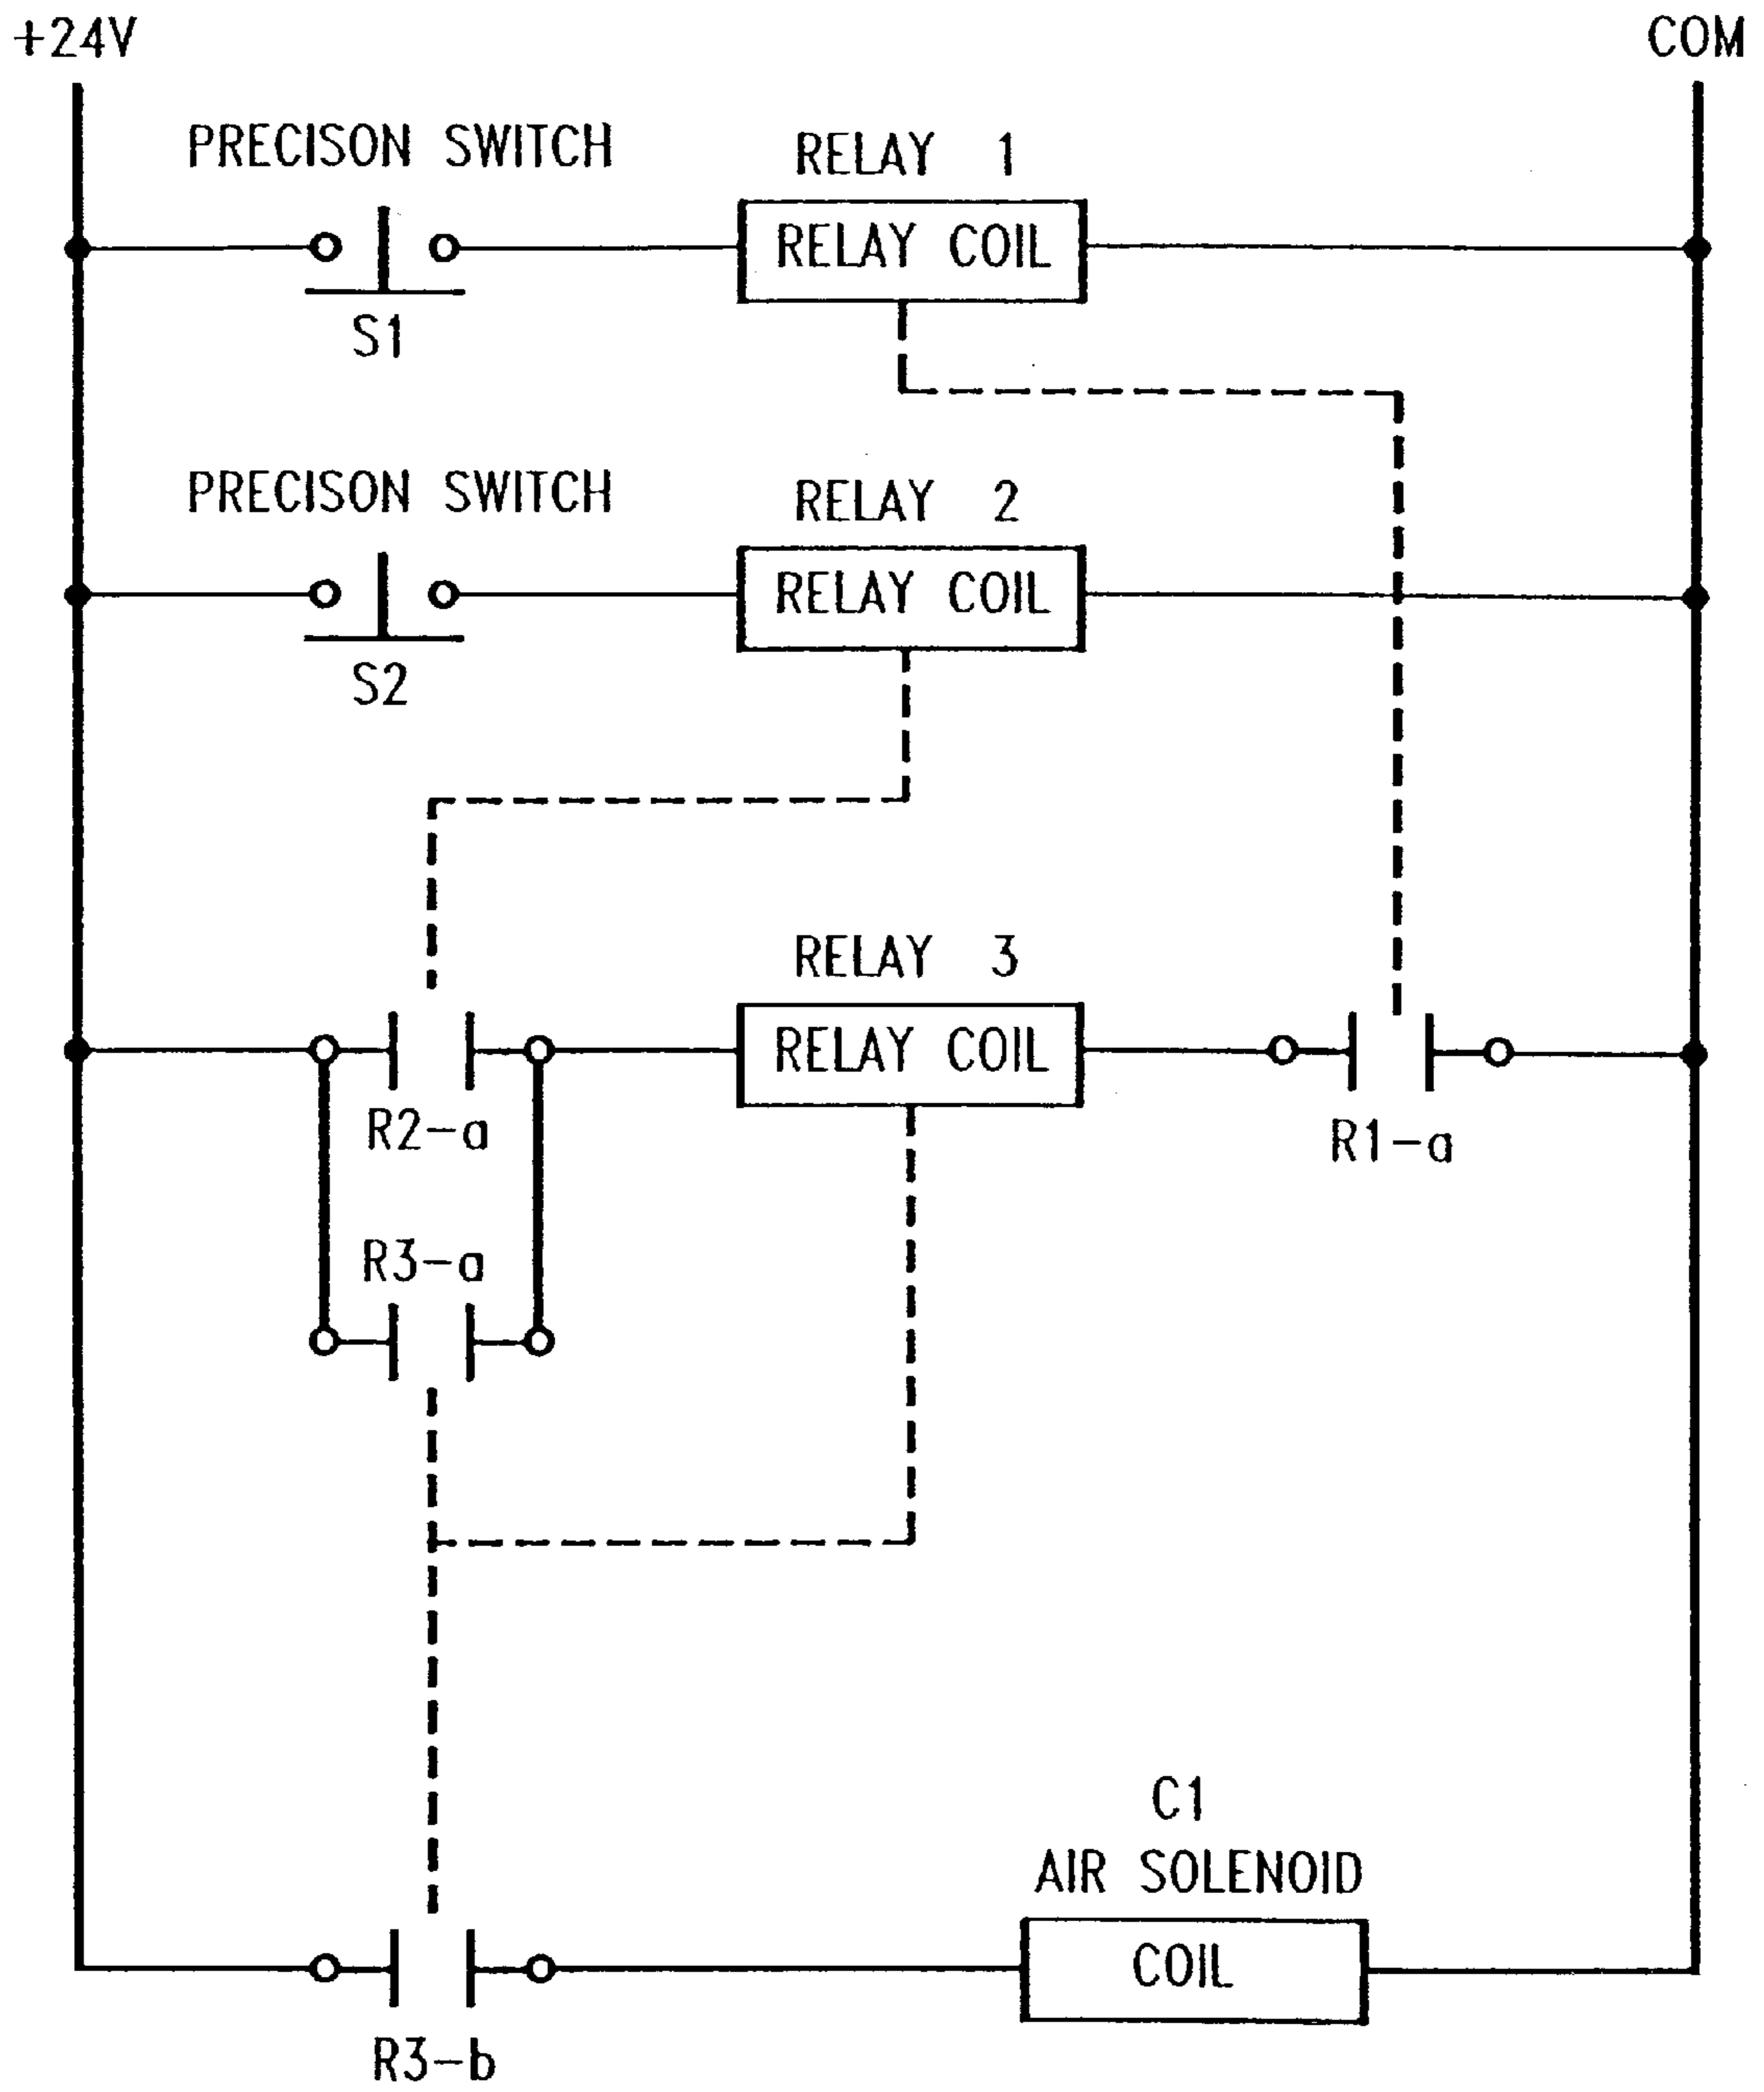 +24V
COM
PRECISON SWITCH
RELAY 1
RELAY COIL
S1
PRECISON SWITCH
RELAY 2
RELAY COIL
S2
RELAY 3
RELAY COIL
R2-a
R1-a
R3-a
C1
AIR SOLENOID
COIL
R3-b